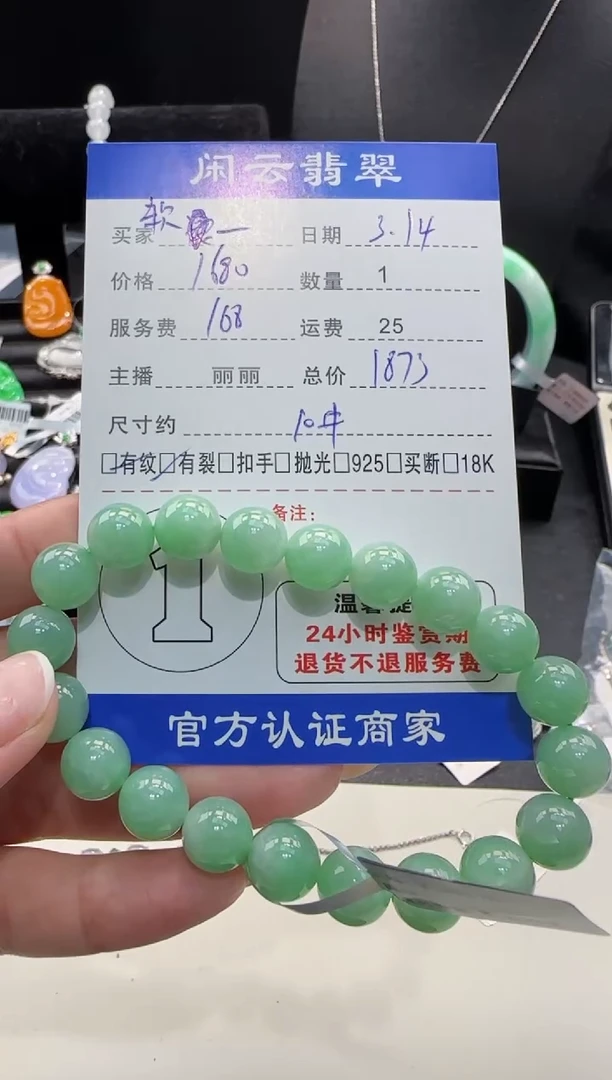 闲云翡翠
买家 软 一 日期 3.14
价格 1680 数量 1
服务费 168 运费 25
主播 丽丽 总价 1873
尺寸约 10.
□有纹□有裂□扣手□抛光□925□买断□18K
备注:
1
温馨提
24小时鉴赏期
退货不退服务费
官方认证商家